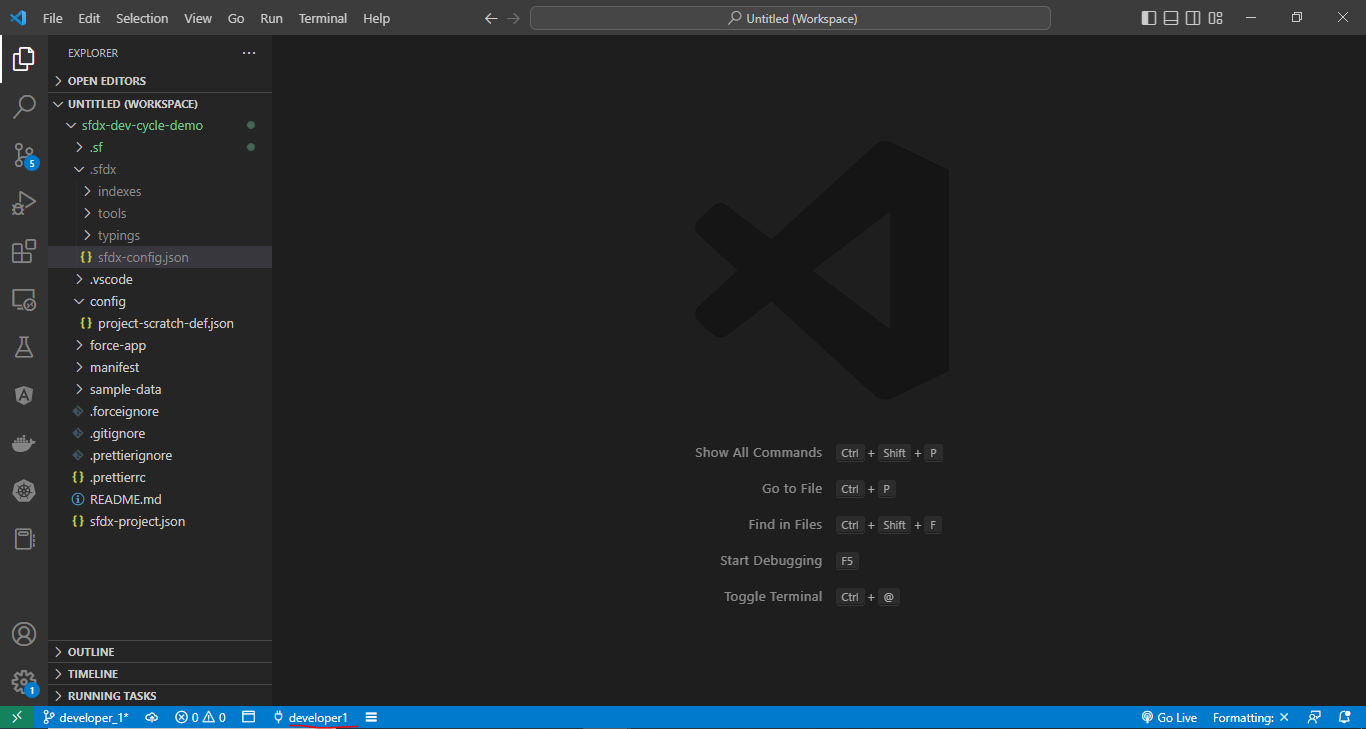 File Edit Selection View Go Run Terminal Help
Untitled (Workspace)
EXPLORER
OPEN EDITORS
UNTITLED (WORKSPACE)
sfdx-dev-cycle-demo
.sf
.sfdx
indexes
tools
typings
{} sfdx-config.json
.vscode
config
{} project-scratch-def.json
force-app
manifest
sample-data
.forceignore
.gitignore
.prettierignore
{} .prettierrc
README.md
{} sfdx-project.json
5
1
OUTLINE
TIMELINE
RUNNING TASKS
Show All Commands Ctrl + Shift + P
Go to File Ctrl + P
Find in Files Ctrl + Shift + F
Start Debugging F5
Toggle Terminal Ctrl + @
developer_1* 0 0 developer1 Go Live Formatting: ×